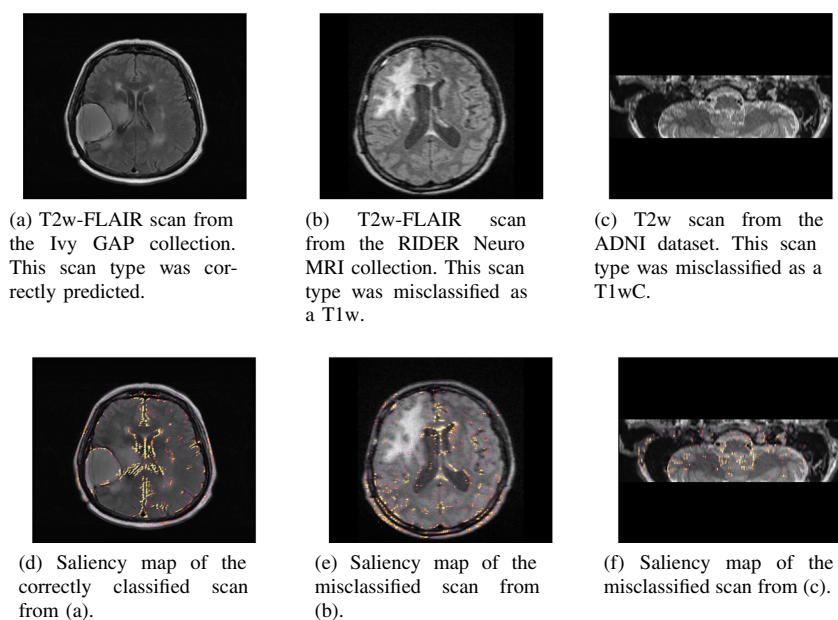 (a) T2w-FLAIR scan from
the Ivy GAP collection.
This scan type was cor-
rectly predicted.
(b) T2w-FLAIR scan
from the RIDER Neuro
MRI collection. This scan
type was misclassified as
a T1w.
(c) T2w scan from the
ADNI dataset. This scan
type was misclassified as a
T1wC.
(d) Saliency map of the
correctly classified scan
from (a).
(e) Saliency map of the
misclassified scan from
(b).
(f) Saliency map of the
misclassified scan from (c).